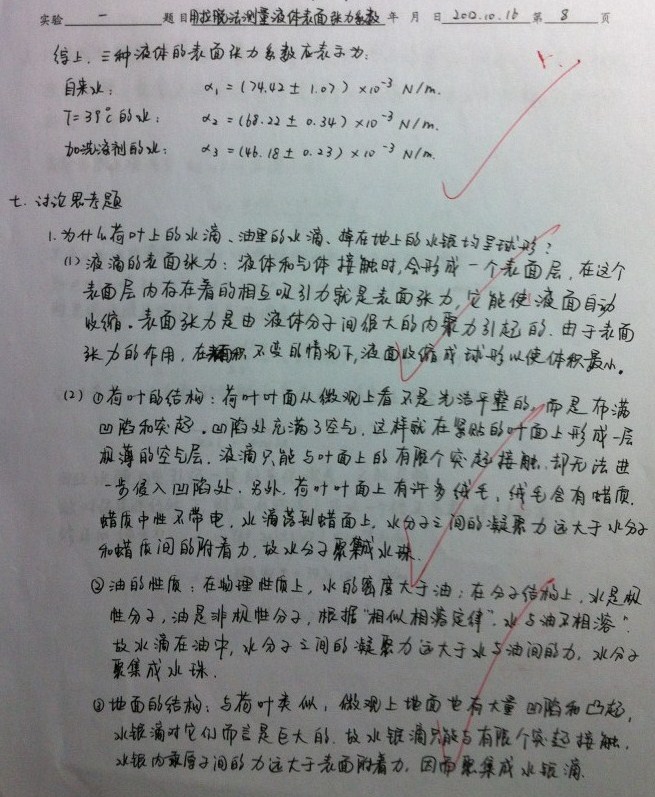 实验 一 题目 用拉脱法测量液体表面张力系数 年 月 日 2012.10.16 第 8 页
综上,三种液体的表面张力系数应表示为:
自来水: α₁ = (74.42 ± 1.07) ×10⁻³ N/m.
T=39℃的水: α₂ = (68.22 ± 0.34) ×10⁻³ N/m.
加洗涤剂的水: α₃ = (46.18 ± 0.23) ×10⁻³ N/m.
七. 讨论思考题
1. 为什么荷叶上的水滴、油里的水滴、掉在地上的水银均呈球形?
(1) 液滴的表面张力:液体和气体接触时,会形成一个表面层,在这个
表面层内存在着的相互吸引力就是表面张力,它能使液面自动
收缩。表面张力是由液体分子间很大的内聚力引起的.由于表面
张力的作用,在面积不变的情况下,液面收缩成球形以使体积最小。
(2) ①荷叶的结构:荷叶叶面从微观上看不是光洁平整的,而是布满
凹陷和突起.凹陷处充满了空气,这样就在紧贴的叶面上形成一层
极薄的空气层.液滴只能与叶面上的有限个突起接触,却无法进
一步侵入凹陷处.另外,荷叶叶面上有许多绒毛,绒毛含有蜡质.
蜡质中性不带电,水滴落到蜡面上,水分子之间的凝聚力远大于水分子
和蜡质间的附着力,故水分子聚集成水珠.
②油的性质:在物理性质上,水的密度大于油;在分子结构上,水是极
性分子,油是非极性分子,根据"相似相溶定律",水与油不相溶".
故水滴在油中,水分子之间的凝聚力远大于水与油间的力,水分子
聚集成水珠.
③地面的结构:与荷叶类似,微观上地面也有大量凹陷和凸起,
水银滴对它们而言是巨大的.故水银滴只能与有限个突起接触.
水银内汞原子间的力远大于表面附着力,因而聚集成水银滴.